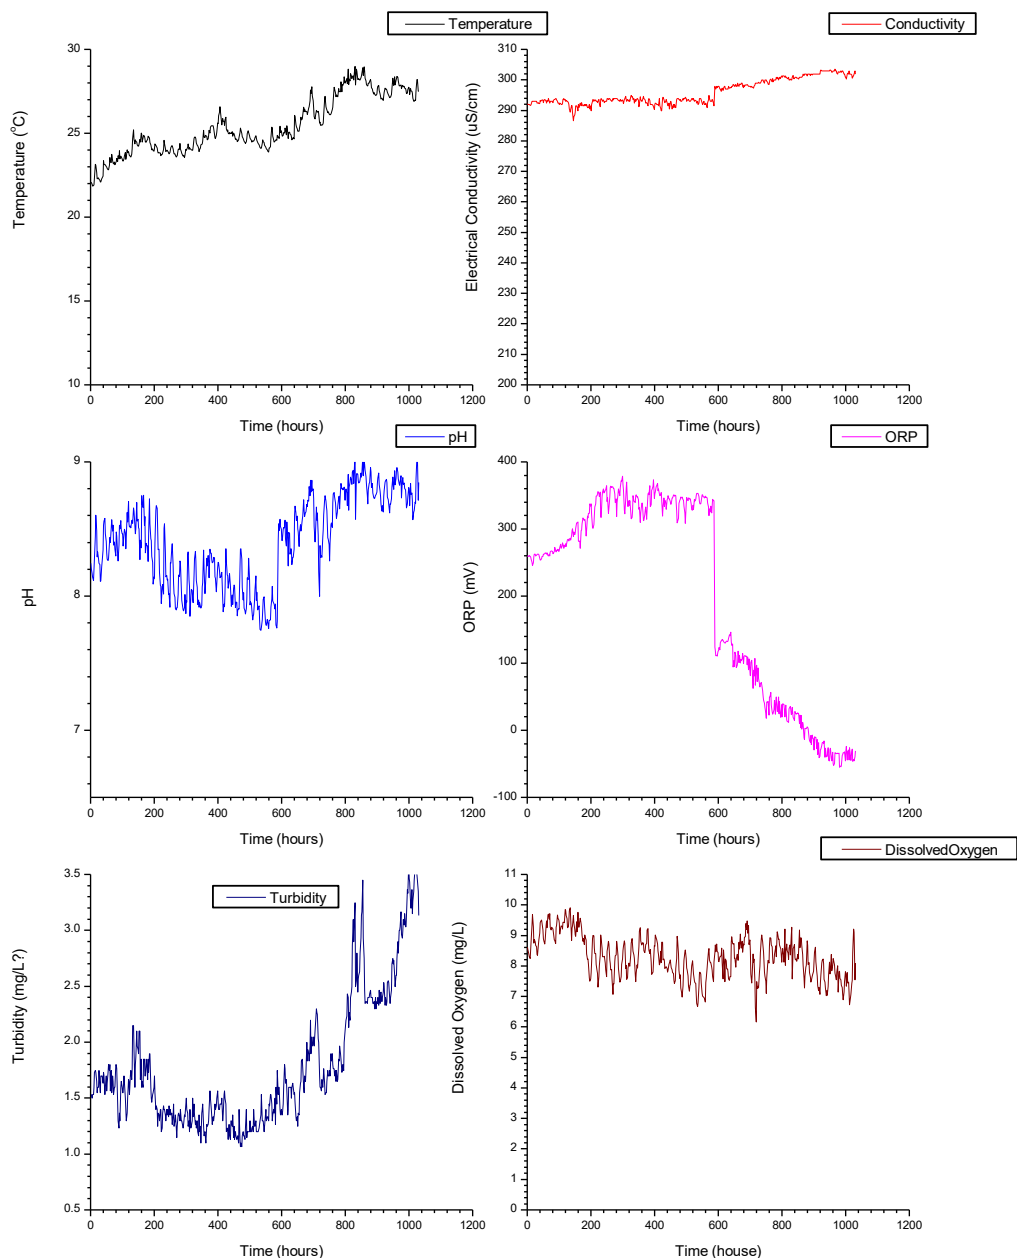 Temperature
Conductivity
30
25
20
15
10
Temperature (°C)
0 200 400 600 800 1000 1200
Time (hours)
310
300
290
280
270
260
250
240
230
220
210
200
Electrical Conductivity (uS/cm)
0 200 400 600 800 1000 1200
Time (hours)
pH
ORP
9
8
7
pH
0 200 400 600 800 1000 1200
Time (hours)
400
300
200
100
0
-100
ORP (mV)
0 200 400 600 800 1000 1200
Time (hours)
Turbidity
DissolvedOxygen
3.5
3.0
2.5
2.0
1.5
1.0
0.5
Turbidity (mg/L?)
0 200 400 600 800 1000 1200
Time (hours)
11
10
9
8
7
6
5
4
3
2
1
0
Dissolved Oxygen (mg/L)
0 200 400 600 800 1000 1200
Time (house)